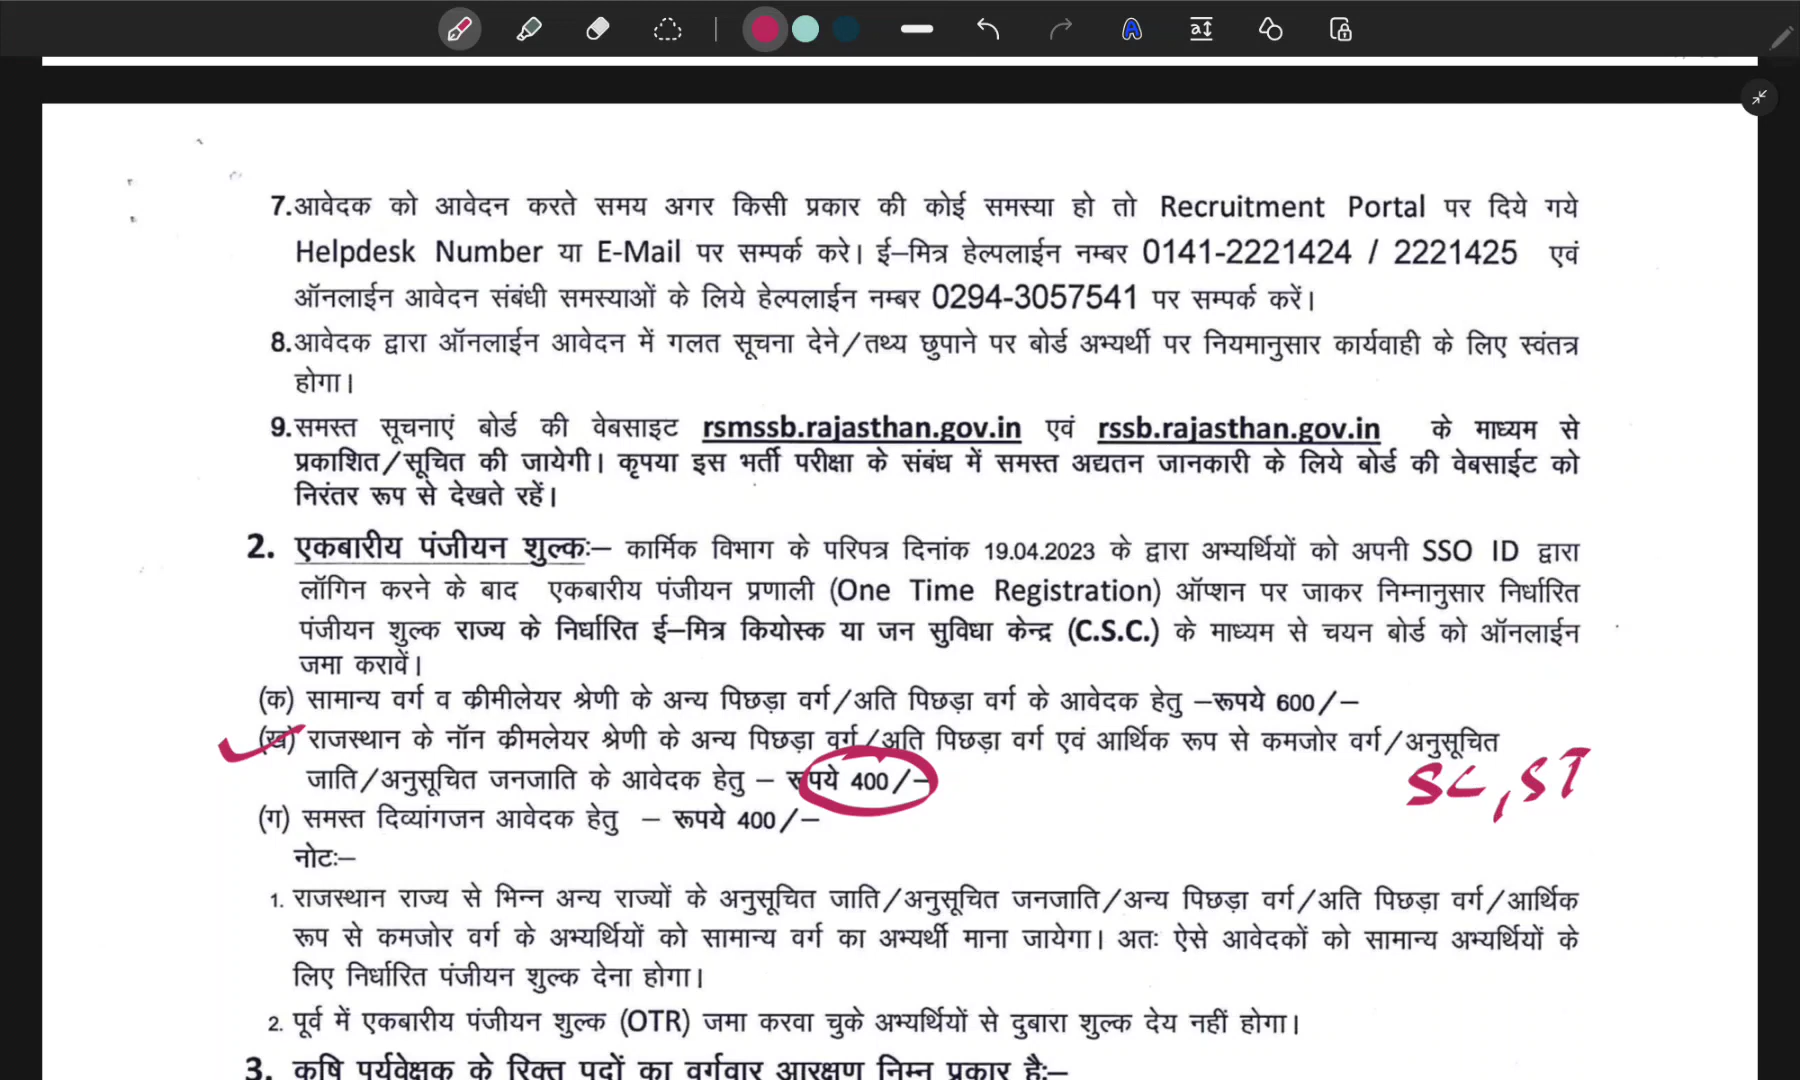 7.आवेदक को आवेदन करते समय अगर किसी प्रकार की कोई समस्या हो तो Recruitment Portal पर दिये गये
Helpdesk Number या E-Mail पर सम्पर्क करे। ई–मित्र हेल्पलाईन नम्बर 0141-2221424 / 2221425 एवं
ऑनलाईन आवेदन संबंधी समस्याओं के लिये हेल्पलाईन नम्बर 0294-3057541 पर सम्पर्क करें।
8.आवेदक द्वारा ऑनलाईन आवेदन में गलत सूचना देने/तथ्य छुपाने पर बोर्ड अभ्यर्थी पर नियमानुसार कार्यवाही के लिए स्वंतत्र
होगा।
9.समस्त सूचनाएं बोर्ड की वेबसाइट rsmssb.rajasthan.gov.in एवं rssb.rajasthan.gov.in के माध्यम से
प्रकाशित/सूचित की जायेगी। कृपया इस भर्ती परीक्षा के संबंध में समस्त अद्यतन जानकारी के लिये बोर्ड की वेबसाईट को
निरंतर रूप से देखते रहें।
2. एकबारीय पंजीयन शुल्कः– कार्मिक विभाग के परिपत्र दिनांक 19.04.2023 के द्वारा अभ्यर्थियों को अपनी SSO ID द्वारा
लॉगिन करने के बाद एकबारीय पंजीयन प्रणाली (One Time Registration) ऑप्शन पर जाकर निम्नानुसार निर्धारित
पंजीयन शुल्क राज्य के निर्धारित ई–मित्र कियोस्क या जन सुविधा केन्द्र (C.S.C.) के माध्यम से चयन बोर्ड को ऑनलाईन
जमा करावें।
(क) सामान्य वर्ग व क्रीमीलेयर श्रेणी के अन्य पिछड़ा वर्ग/अति पिछड़ा वर्ग के आवेदक हेतु –रूपये 600/–
(ख) राजस्थान के नॉन क्रीमलेयर श्रेणी के अन्य पिछड़ा वर्ग/अति पिछड़ा वर्ग एवं आर्थिक रूप से कमजोर वर्ग/अनुसूचित
जाति/अनुसूचित जनजाति के आवेदक हेतु – रूपये 400/–
SC, ST
(ग) समस्त दिव्यांगजन आवेदक हेतु – रूपये 400/–
नोटः–
1. राजस्थान राज्य से भिन्न अन्य राज्यों के अनुसूचित जाति/अनुसूचित जनजाति/अन्य पिछड़ा वर्ग/अति पिछड़ा वर्ग/आर्थिक
रूप से कमजोर वर्ग के अभ्यर्थियों को सामान्य वर्ग का अभ्यर्थी माना जायेगा। अतः ऐसे आवेदकों को सामान्य अभ्यर्थियों के
लिए निर्धारित पंजीयन शुल्क देना होगा।
2. पूर्व में एकबारीय पंजीयन शुल्क (OTR) जमा करवा चुके अभ्यर्थियों से दुबारा शुल्क देय नहीं होगा।
3. कृषि पर्यवेक्षक के रिक्त पदों का वर्गवार आरक्षण निम्न प्रकार हैः–